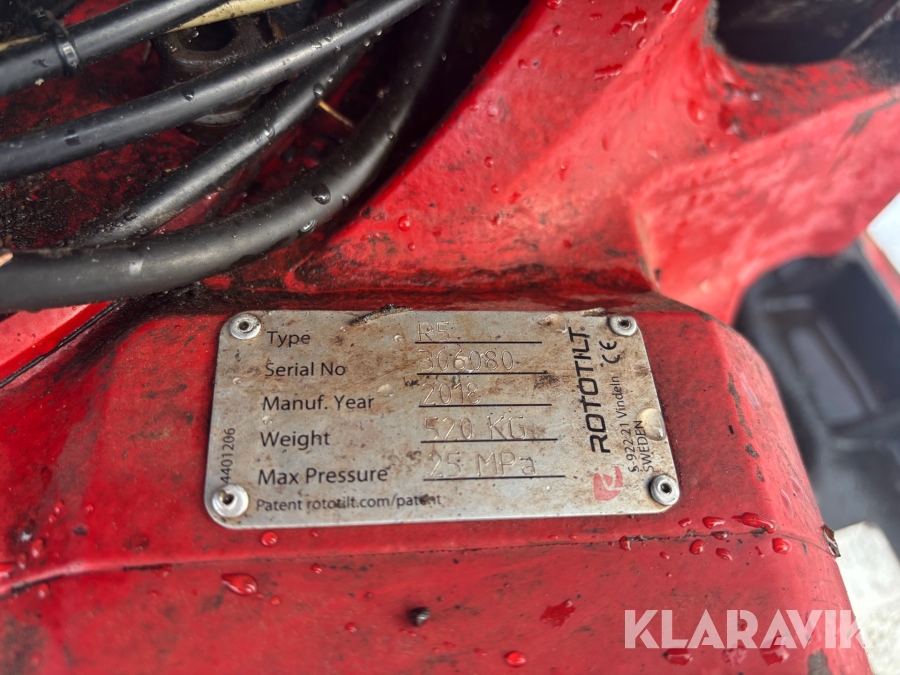 Type R5
Serial No 306080
Manuf. Year 2018
Weight 520 KG
Max Pressure 25 MPa
Patent rototilt.com/patent
4401206
ROTOTILT
S-922 21 Vindeln
SWEDEN
CE
KLARAVIK